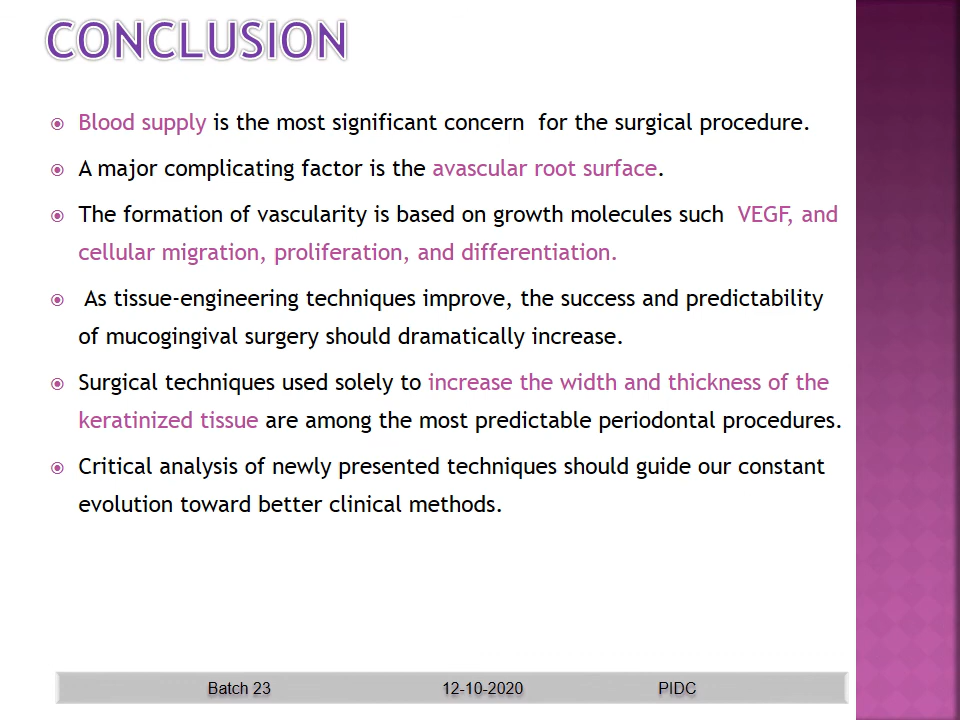 CONCLUSION
Blood supply is the most significant concern for the surgical procedure.
A major complicating factor is the avascular root surface.
The formation of vascularity is based on growth molecules such VEGF, and
cellular migration, proliferation, and differentiation.
As tissue-engineering techniques improve, the success and predictability
of mucogingival surgery should dramatically increase.
Surgical techniques used solely to increase the width and thickness of the
keratinized tissue are among the most predictable periodontal procedures.
Critical analysis of newly presented techniques should guide our constant
evolution toward better clinical methods.
Batch 23 12-10-2020 PIDC